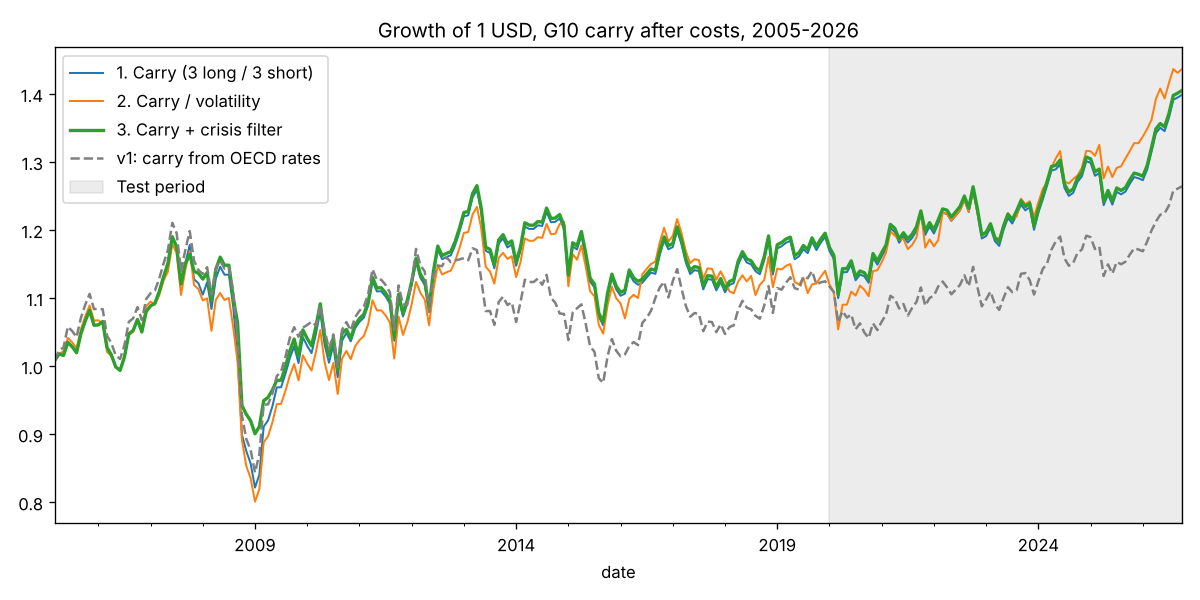 Growth of 1 USD, G10 carry after costs, 2005-2026
1. Carry (3 long / 3 short)
2. Carry / volatility
3. Carry + crisis filter
v1: carry from OECD rates
Test period
1.4
1.3
1.2
1.1
1.0
0.9
0.8
2009
2014
2019
2024
date